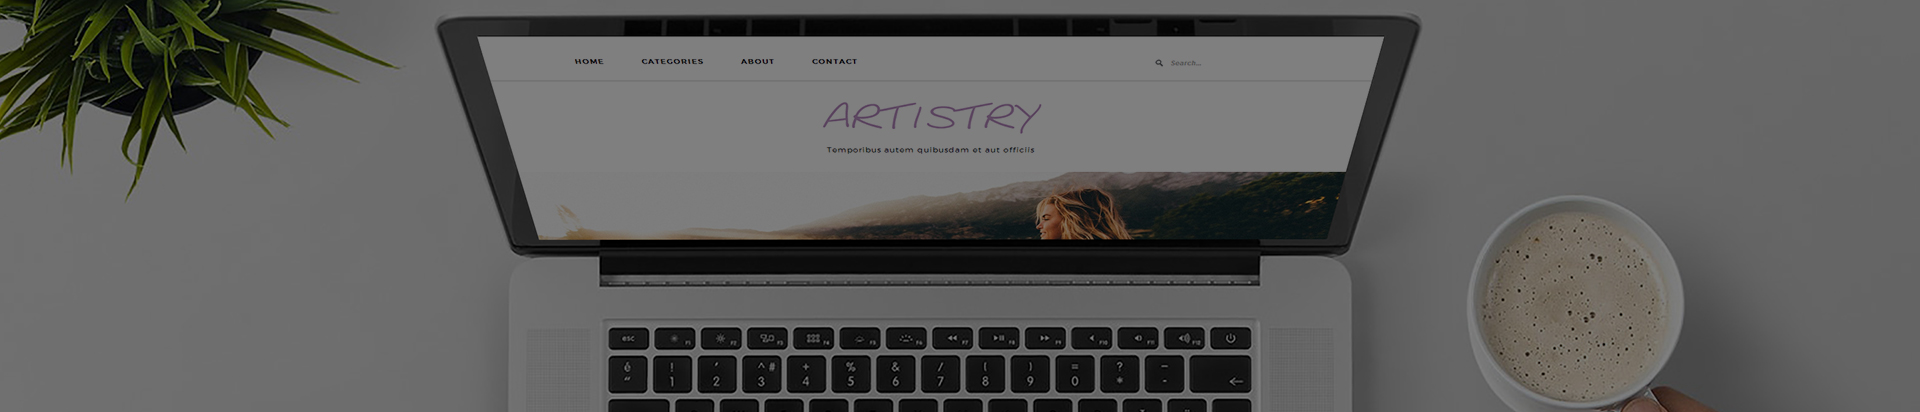 HOME CATEGORIES ABOUT CONTACT Search...
ARTISTRY
Temporibus autem quibusdam et aut officiis
esc F1 F2 F3 F4 F5 F6 F7 F8 F9 F10 F11 F12
! " ^ # + % & / ( ) = ? -
1 2 3 4 5 6 7 8 9 0 * -